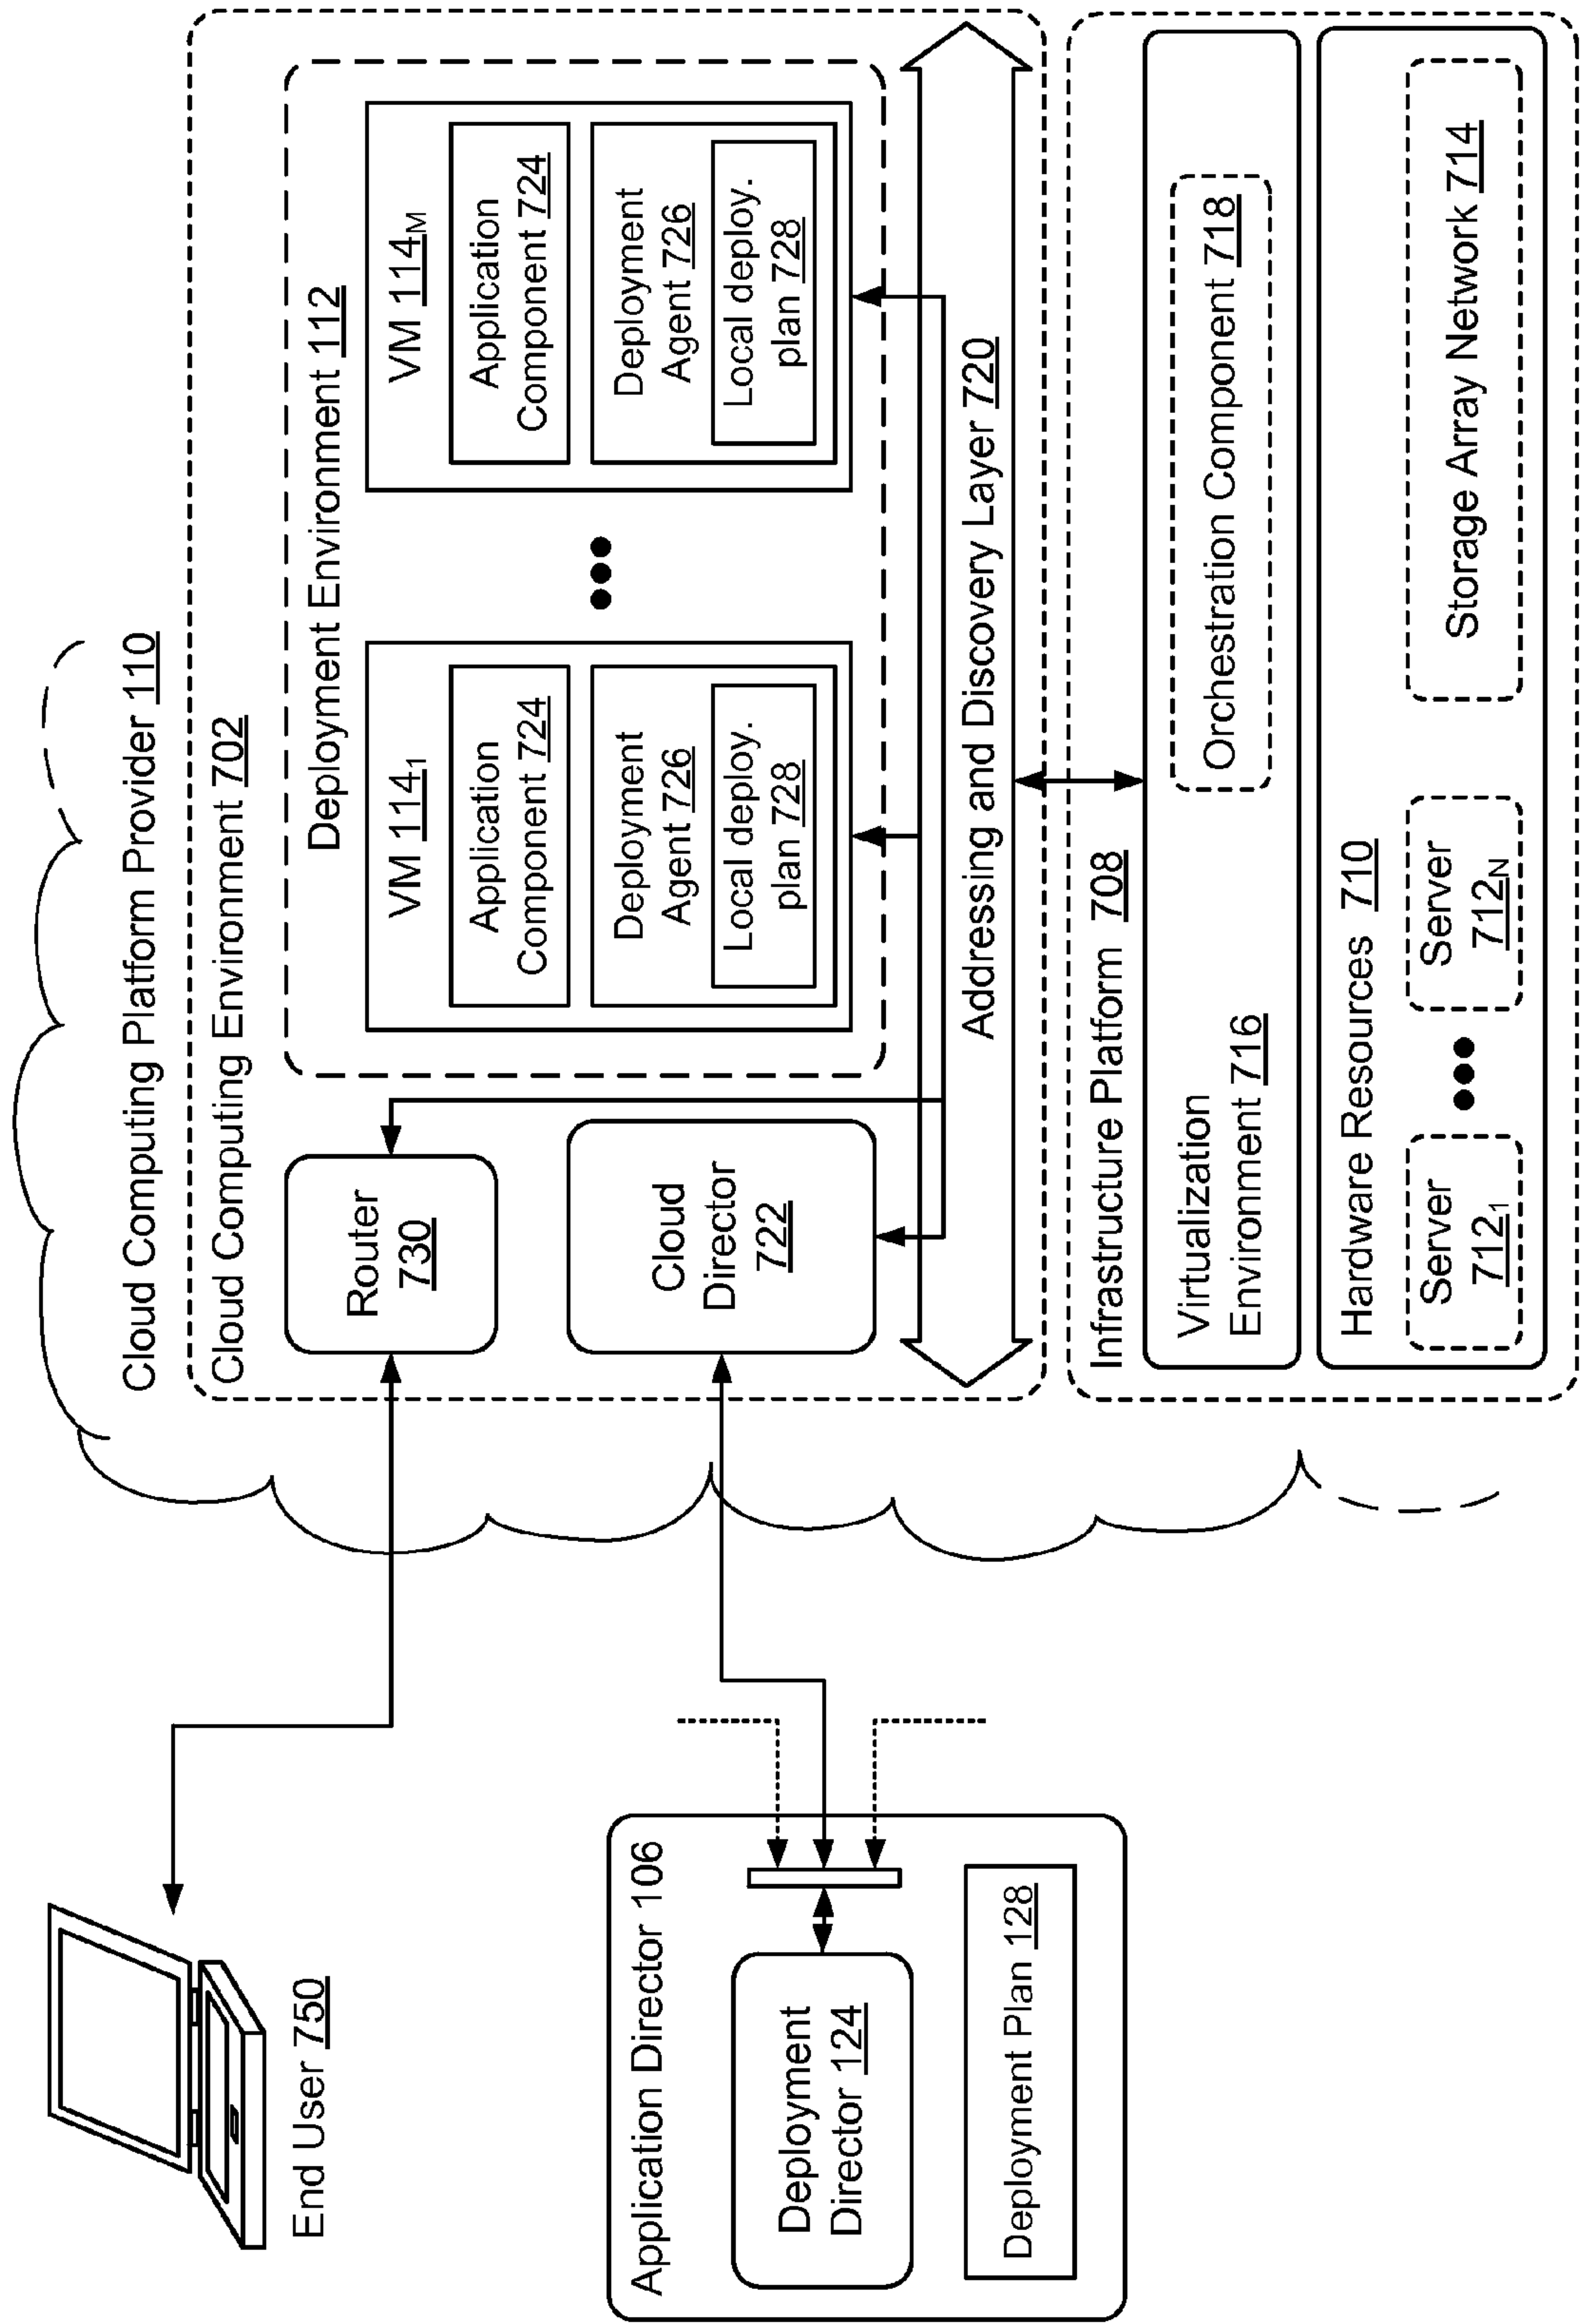 Cloud Computing Platform Provider 110
Cloud Computing Environment 702
Deployment Environment 112
Router
730
Cloud
Director
722
VM 114₁
Application
Component 724
Deployment
Agent 726
Local deploy.
plan 728
VM 114M
Application
Component 724
Deployment
Agent 726
Local deploy.
plan 728
Addressing and Discovery Layer 720
Infrastructure Platform 708
Virtualization
Environment 716
Orchestration Component 718
Hardware Resources 710
Server
712₁
Server
712N
Storage Array Network 714
End User 750
Application Director 106
Deployment
Director 124
Deployment Plan 128